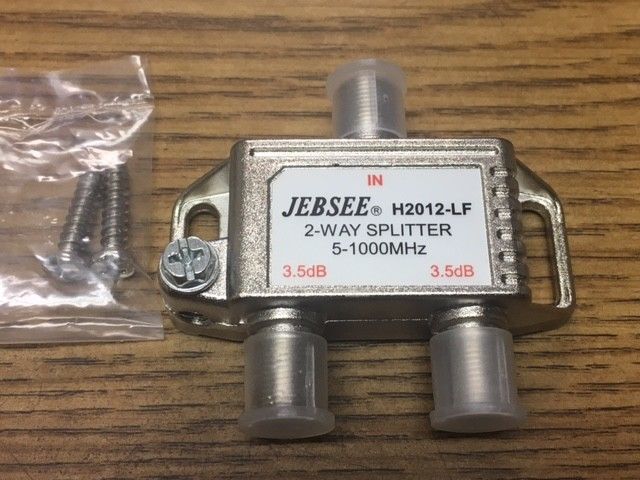 IN
JEBSEE® H2012-LF
2-WAY SPLITTER
5-1000MHz
3.5dB 3.5dB